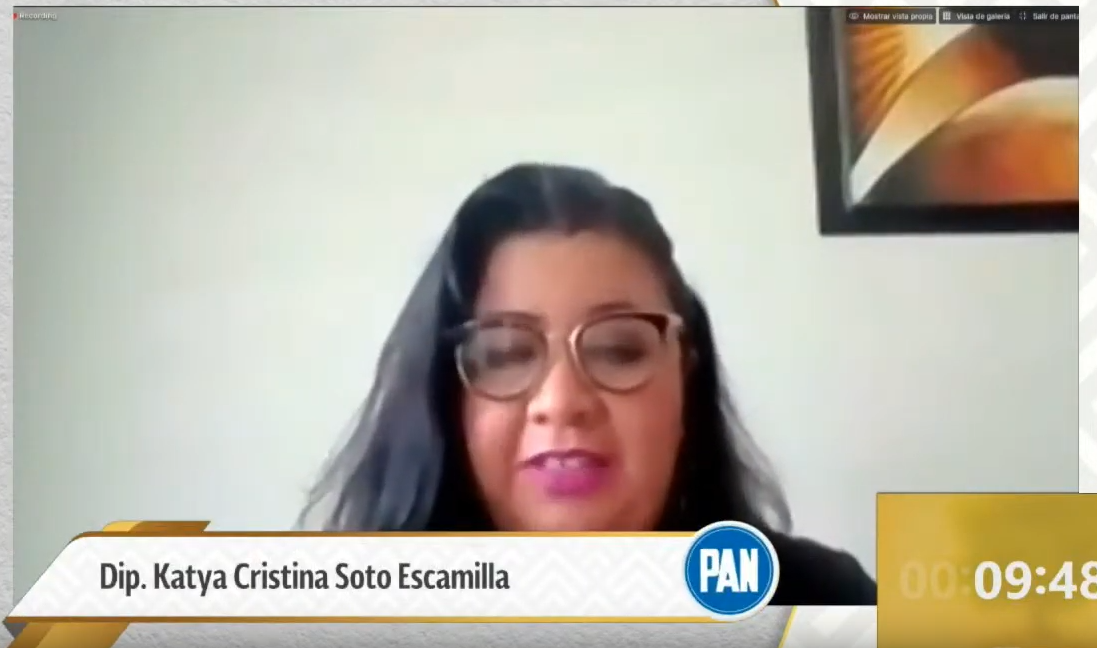 Recording
Mostrar vista propia
Vista de galería
Salir de panta
Dip. Katya Cristina Soto Escamilla
PAN
00:09:48